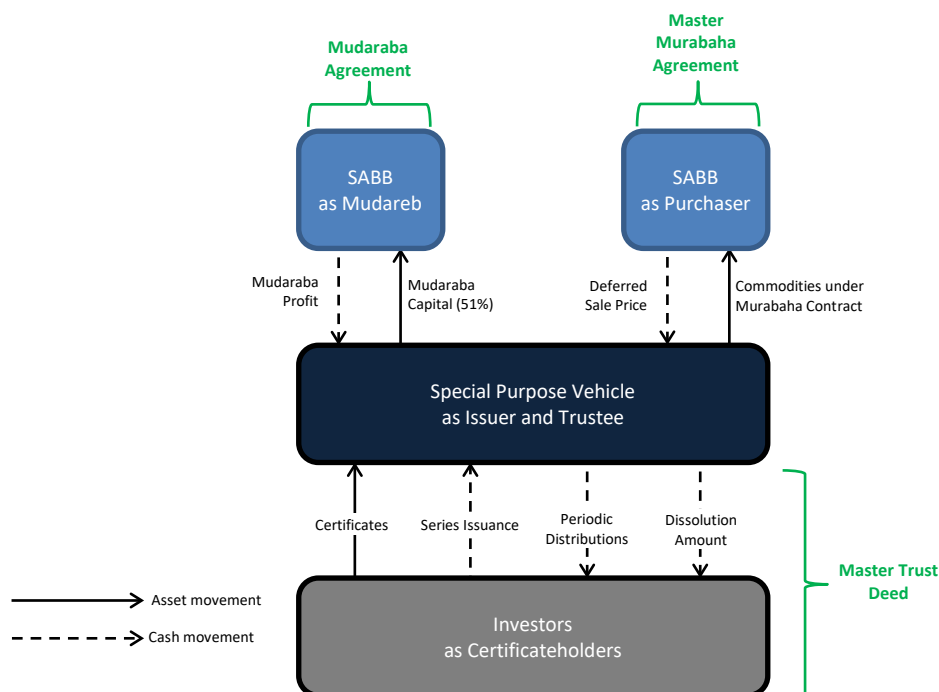 Mudaraba
Agreement
Master
Murabaha
Agreement
SABB
as Mudareb
SABB
as Purchaser
Mudaraba
Profit
Mudaraba
Capital (51%)
Deferred
Sale Price
Commodities under
Murabaha Contract
Special Purpose Vehicle
as Issuer and Trustee
Certificates
Series Issuance
Periodic
Distributions
Dissolution
Amount
Master Trust
Deed
Asset movement
Cash movement
Investors
as Certificateholders